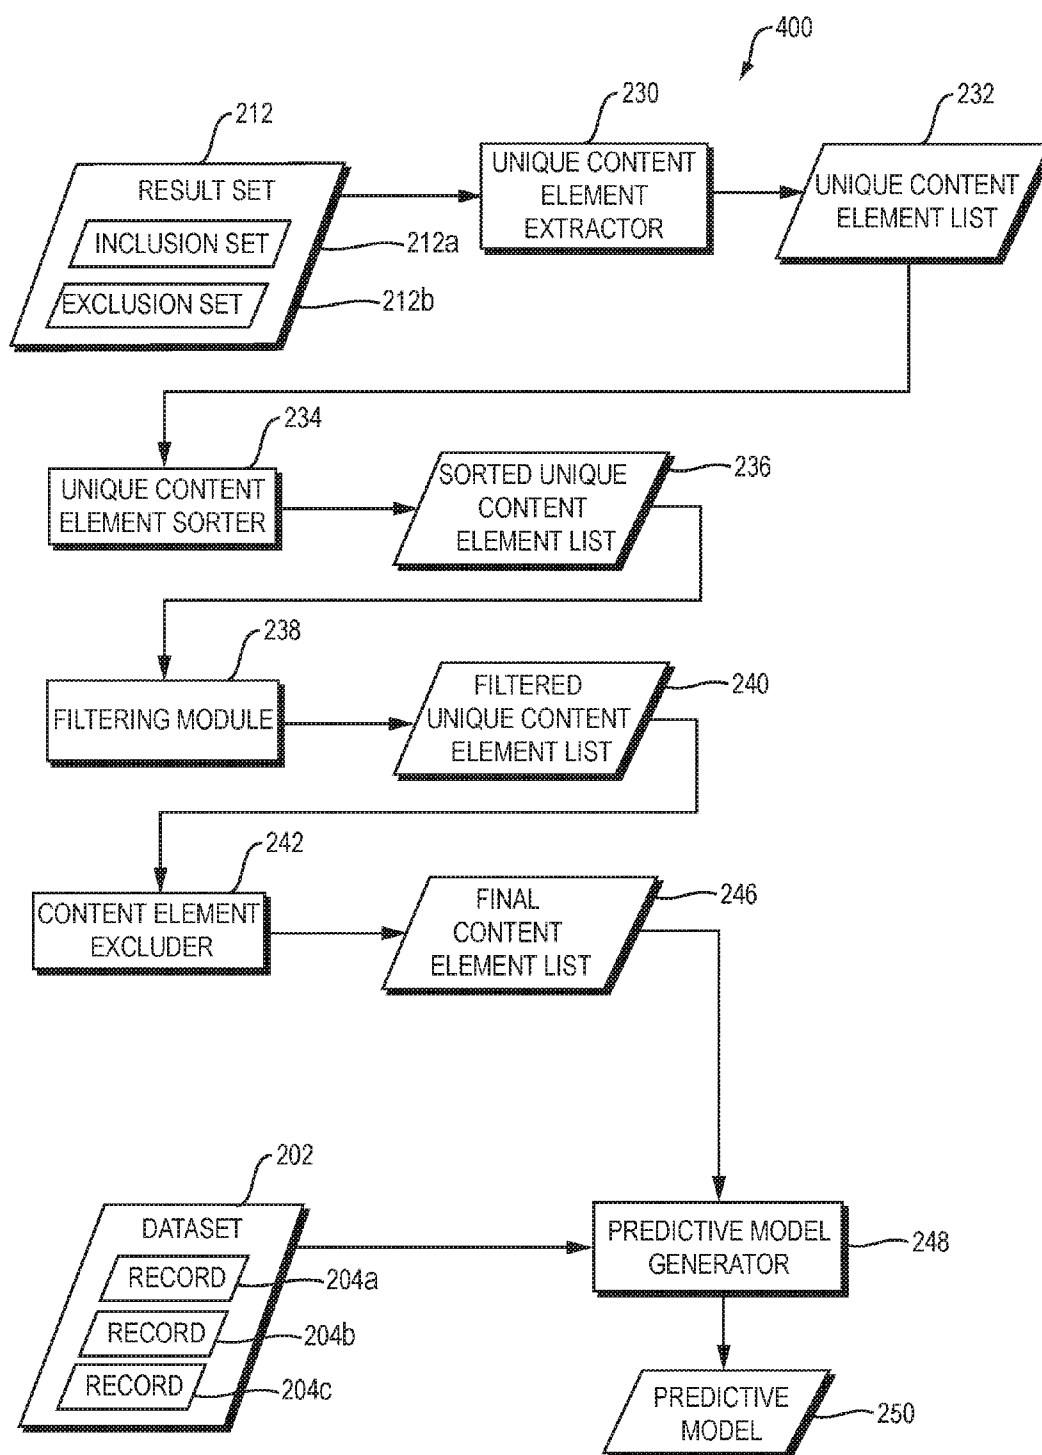 400
212
RESULT SET
INCLUSION SET
212a
EXCLUSION SET
212b
230
UNIQUE CONTENT
ELEMENT
EXTRACTOR
232
UNIQUE CONTENT
ELEMENT LIST
234
UNIQUE CONTENT
ELEMENT SORTER
236
SORTED UNIQUE
CONTENT
ELEMENT LIST
238
FILTERING MODULE
240
FILTERED
UNIQUE CONTENT
ELEMENT LIST
242
CONTENT ELEMENT
EXCLUDER
246
FINAL
CONTENT
ELEMENT LIST
202
DATASET
RECORD
204a
RECORD
204b
RECORD
204c
PREDICTIVE MODEL
GENERATOR
248
PREDICTIVE
MODEL
250